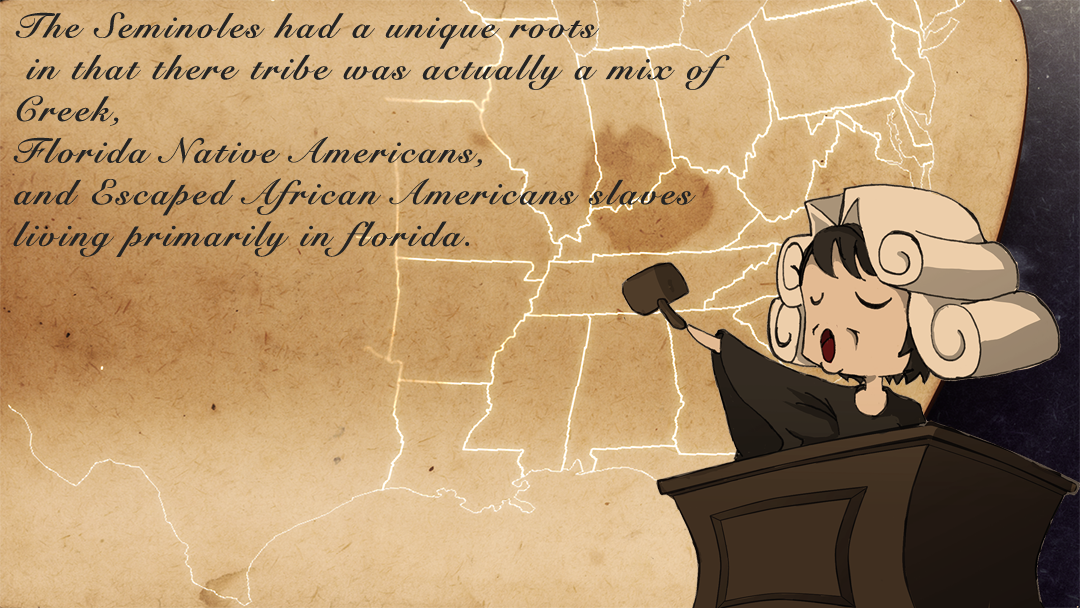 The Seminoles had a unique roots
in that there tribe was actually a mix of
Creek,
Florida Native Americans,
and Escaped African Americans slaves
living primarily in florida.